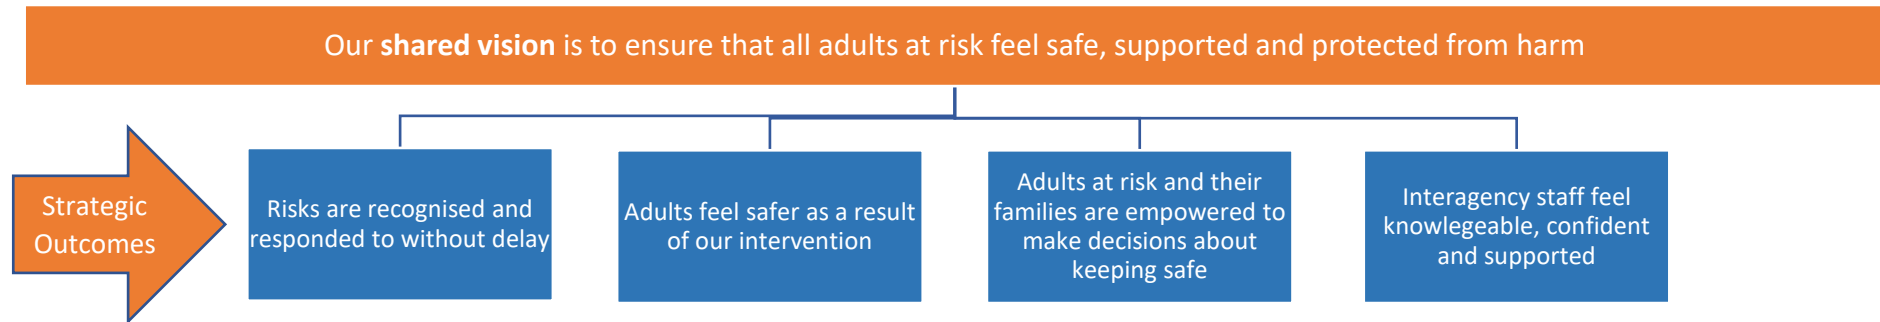 Our shared vision is to ensure that all adults at risk feel safe, supported and protected from harm
Strategic
Outcomes
Risks are recognised and
responded to without delay
Adults feel safer as a result
of our intervention
Adults at risk and their
families are empowered to
make decisions about
keeping safe
Interagency staff feel
knowlegeable, confident
and supported